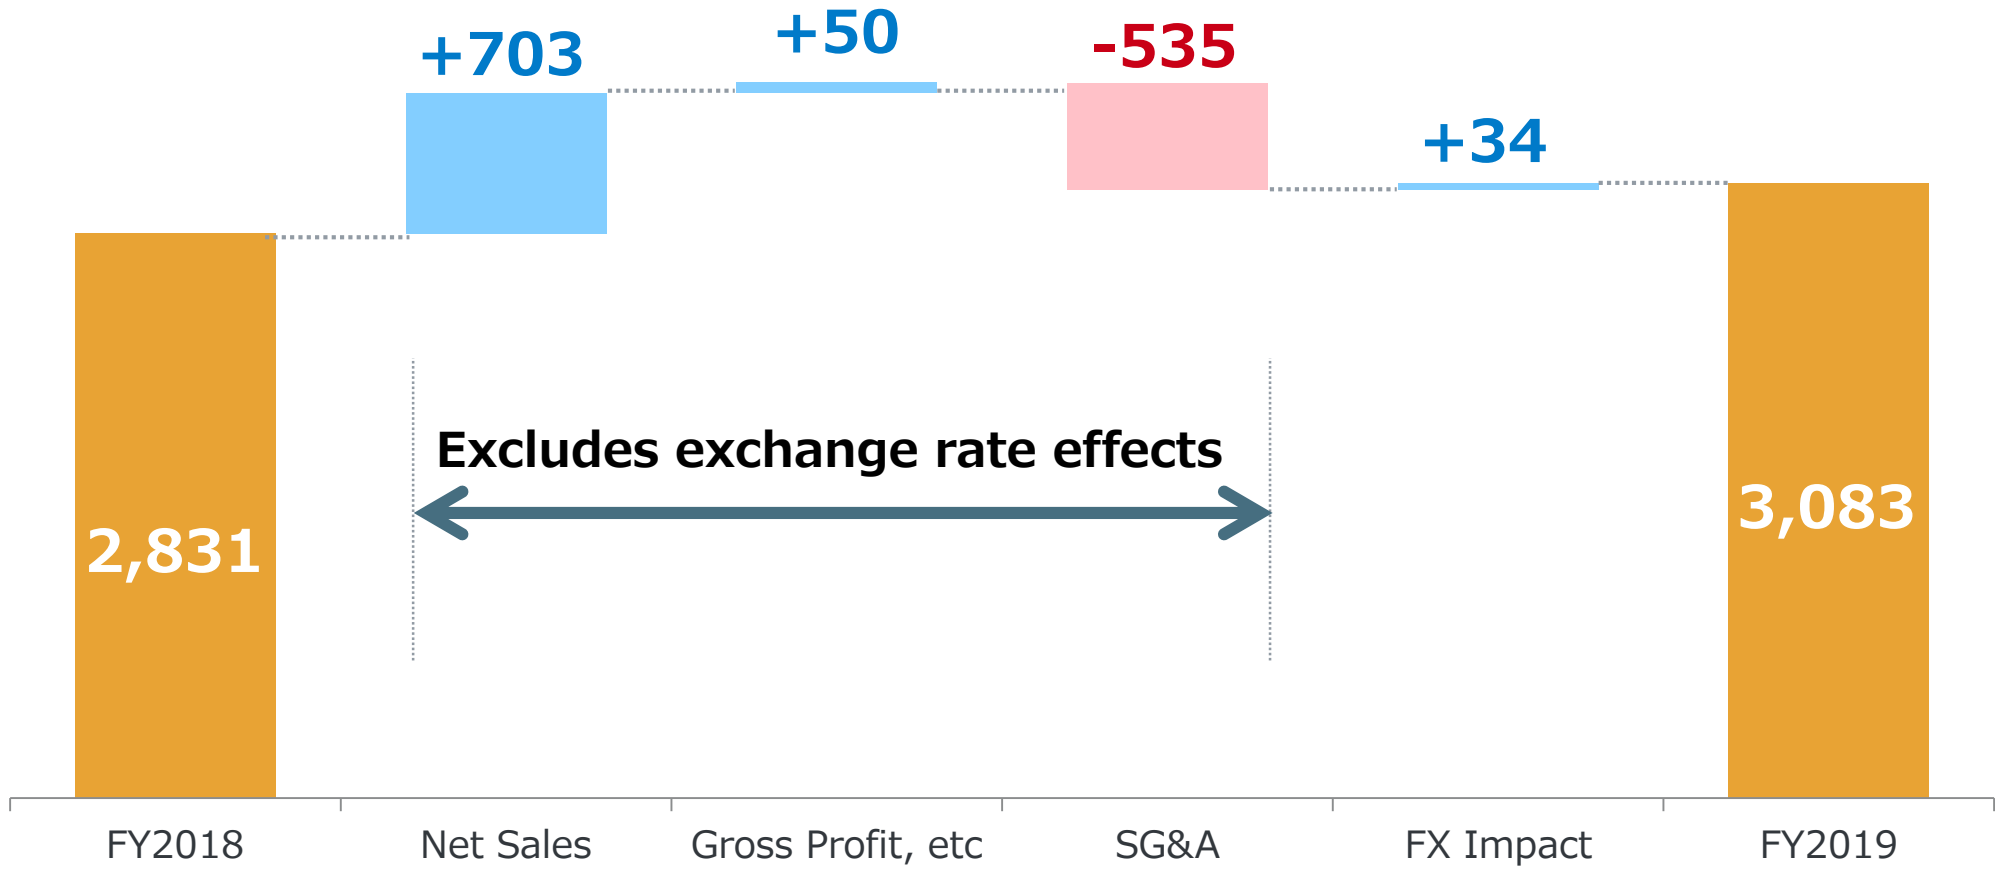 +703
+50
-535
+34
Excludes exchange rate effects
2,831
3,083
FY2018
Net Sales
Gross Profit, etc
SG&A
FX Impact
FY2019